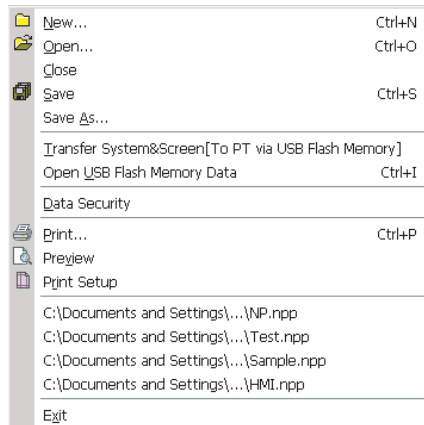 New... Ctrl+N
Open... Ctrl+O
Close
Save Ctrl+S
Save As...
Transfer System&Screen[To PT via USB Flash Memory]
Open USB Flash Memory Data Ctrl+I
Data Security
Print... Ctrl+P
Preview
Print Setup
C:\Documents and Settings\...\NP.npp
C:\Documents and Settings\...\Test.npp
C:\Documents and Settings\...\Sample.npp
C:\Documents and Settings\...\HMI.npp
Exit